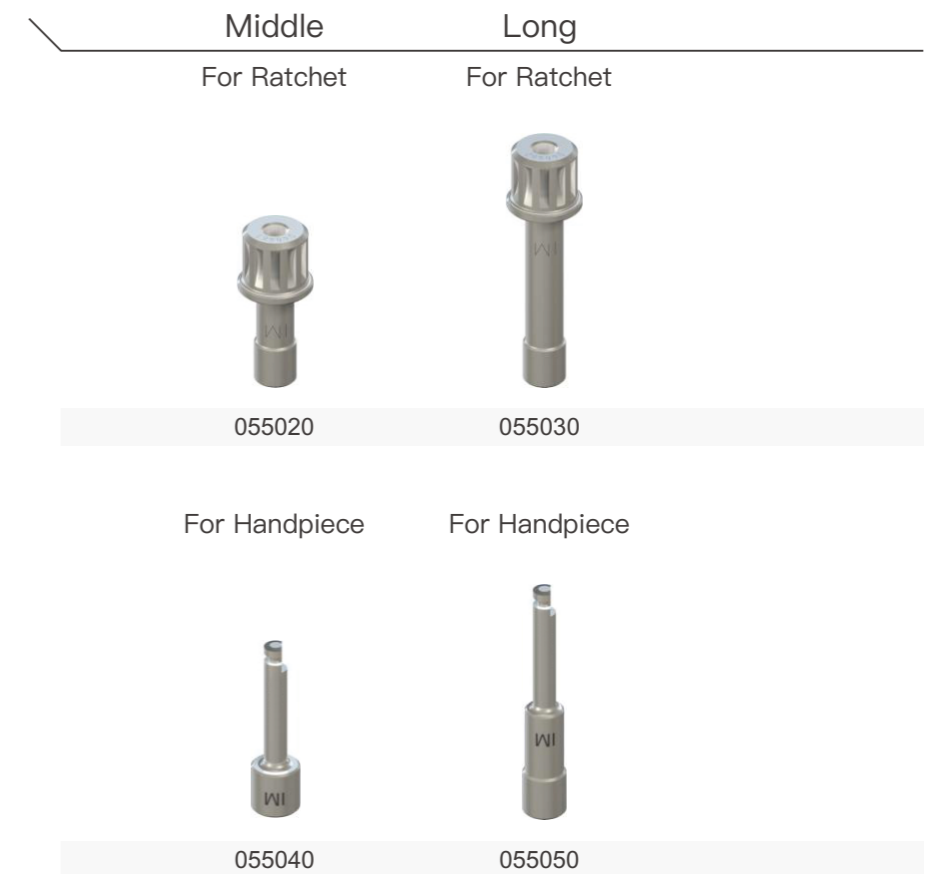 Middle Long
For Ratchet For Ratchet
IM
IM
055020 055030
For Handpiece For Handpiece
IM
IM
055040 055050